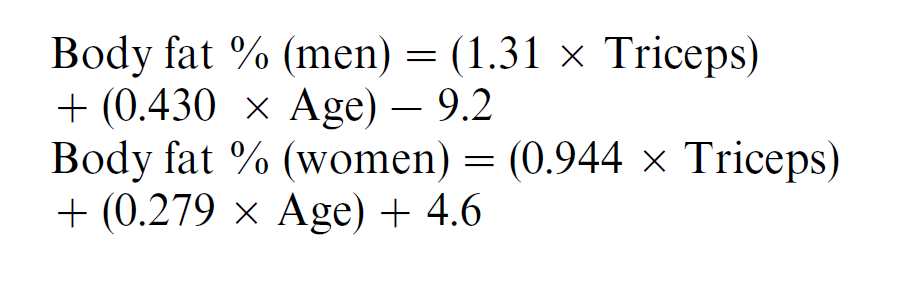 Body fat % (men) = (1.31 × Triceps)
+ (0.430 × Age) – 9.2
Body fat % (women) = (0.944 × Triceps)
+ (0.279 × Age) + 4.6